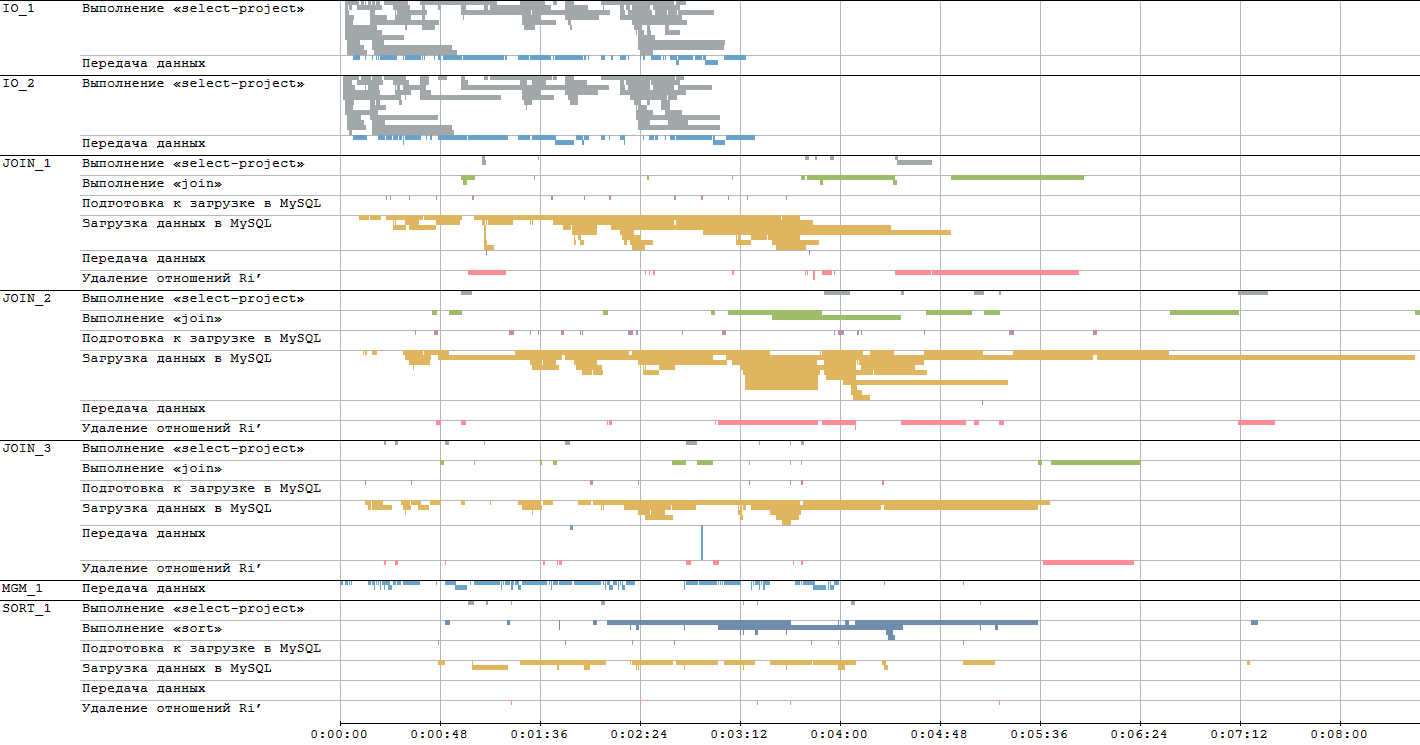 IO_1 Выполнение «select-project»
Передача данных
IO_2 Выполнение «select-project»
Передача данных
JOIN_1 Выполнение «select-project»
Выполнение «join»
Подготовка к загрузке в MySQL
Загрузка данных в MySQL
Передача данных
Удаление отношений Ri’
JOIN_2 Выполнение «select-project»
Выполнение «join»
Подготовка к загрузке в MySQL
Загрузка данных в MySQL
Передача данных
Удаление отношений Ri’
JOIN_3 Выполнение «select-project»
Выполнение «join»
Подготовка к загрузке в MySQL
Загрузка данных в MySQL
Передача данных
Удаление отношений Ri’
MGM_1 Передача данных
SORT_1 Выполнение «select-project»
Выполнение «sort»
Подготовка к загрузке в MySQL
Загрузка данных в MySQL
Передача данных
Удаление отношений Ri’
0:00:00 0:00:48 0:01:36 0:02:24 0:03:12 0:04:00 0:04:48 0:05:36 0:06:24 0:07:12 0:08:00